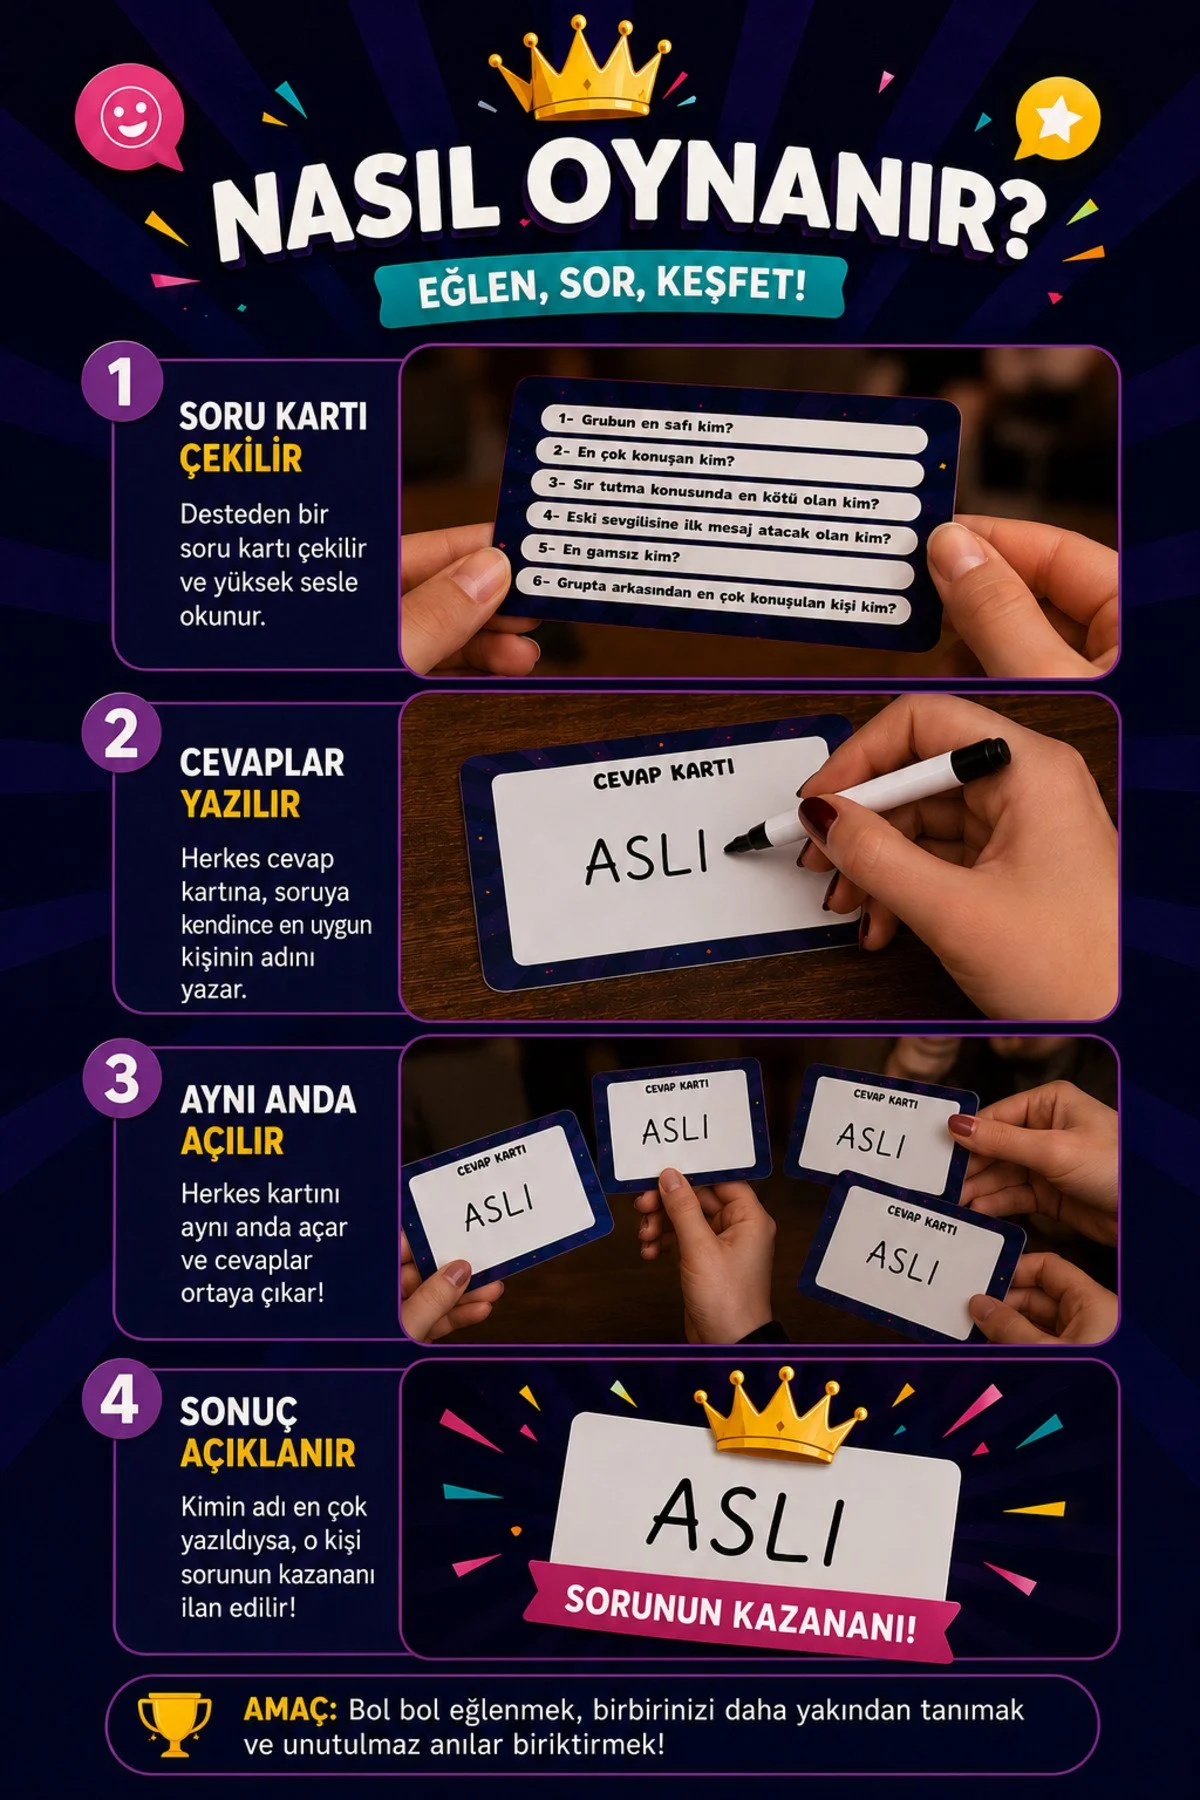 NASIL OYNANIR?
EĞLEN, SOR, KEŞFET!
1
SORU KARTI
ÇEKİLİR
Desteden bir
soru kartı çekilir
ve yüksek sesle
okunur.
1- Grubun en safı kim?
2- En çok konuşan kim?
3- Sır tutma konusunda en kötü olan kim?
4- Eski sevgilisine ilk mesaj atacak olan kim?
5- En gamsız kim?
6- Grupta arkasından en çok konuşulan kişi kim?
2
CEVAPLAR
YAZILIR
Herkes cevap
kartına, soruya
kendince en uygun
kişinin adını
yazar.
CEVAP KARTI
ASLI
3
AYNI ANDA
AÇILIR
Herkes kartını
aynı anda açar
ve cevaplar
ortaya çıkar!
CEVAP KARTI
ASLI
CEVAP KARTI
ASLI
CEVAP KARTI
ASLI
CEVAP KARTI
ASLI
4
SONUÇ
AÇIKLANIR
Kimin adı en çok
yazıldıysa, o kişi
sorunun kazananı
ilan edilir!
ASLI
SORUNUN KAZANANI!
AMAÇ: Bol bol eğlenmek, birbirinizi daha yakından tanımak
ve unutulmaz anılar biriktirmek!